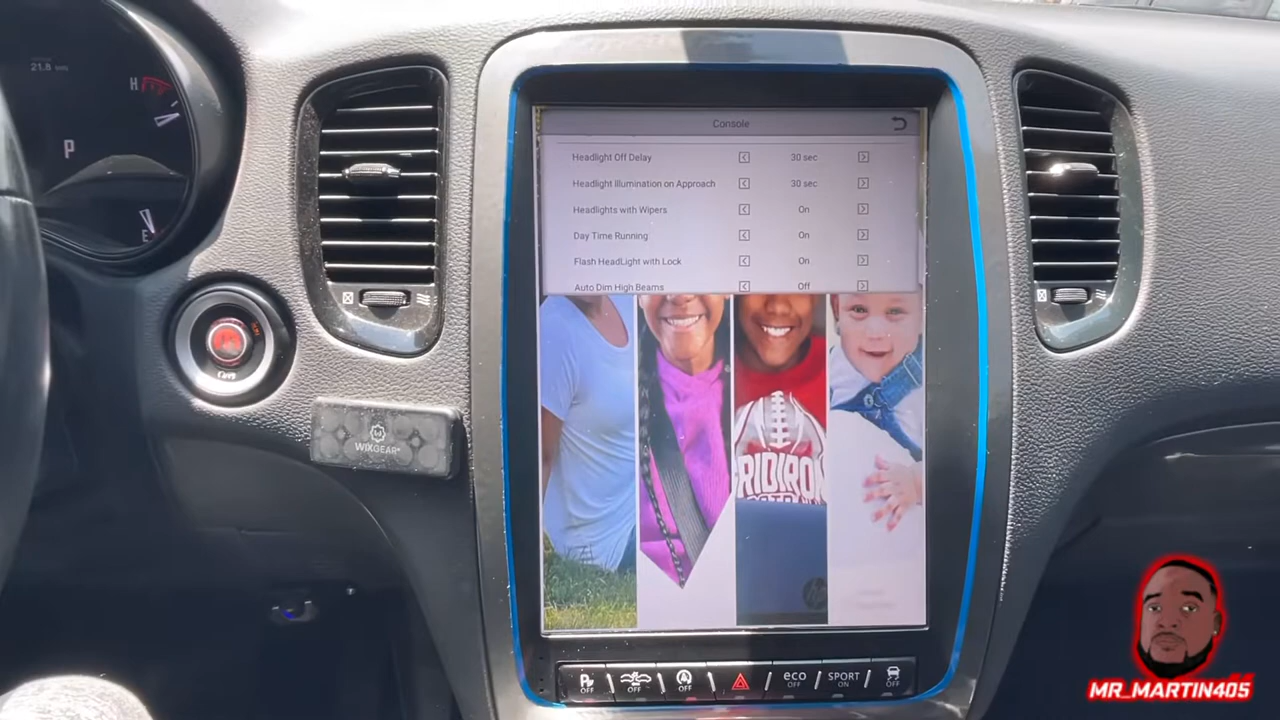 21.8
H
P
E
Console
Headlight Off Delay 30 sec
Headlight Illumination on Approach 30 sec
Headlights with Wipers On
Day Time Running On
Flash HeadLight with Lock On
Auto Dim High Beams Off
WIXGEAR
GRIDIRON
OFF
OFF
OFF
eco OFF
SPORT ON
OFF
MR_MARTIN405